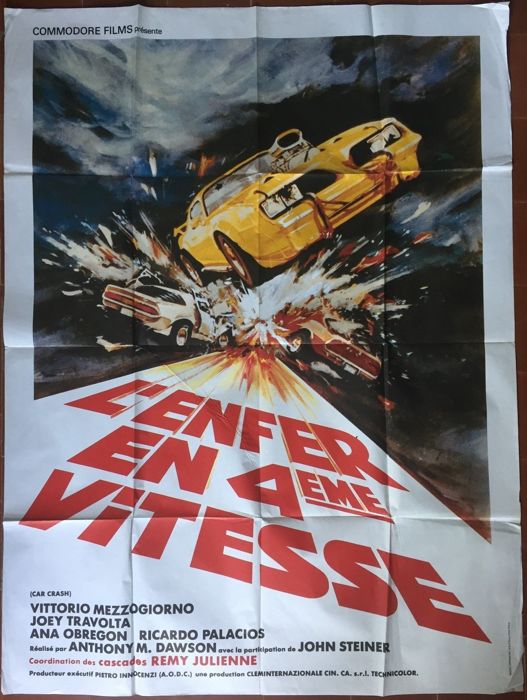 COMMODORE FILMS présente
L'ENFER
EN 4EME
ViTESSE
(CAR CRASH)
VITTORIO MEZZOGIORNO
JOEY TRAVOLTA
ANA OBREGON RICARDO PALACIOS
Réalisé par ANTHONY M. DAWSON avec la participation de JOHN STEINER
Coordination des cascades REMY JULIENNE
Producteur exécutif PIETRO INNOCENZI (A.O.D.C.) une production CLEMINTERNAZIONALE CIN. CA. s.r.l. TECHNICOLOR.